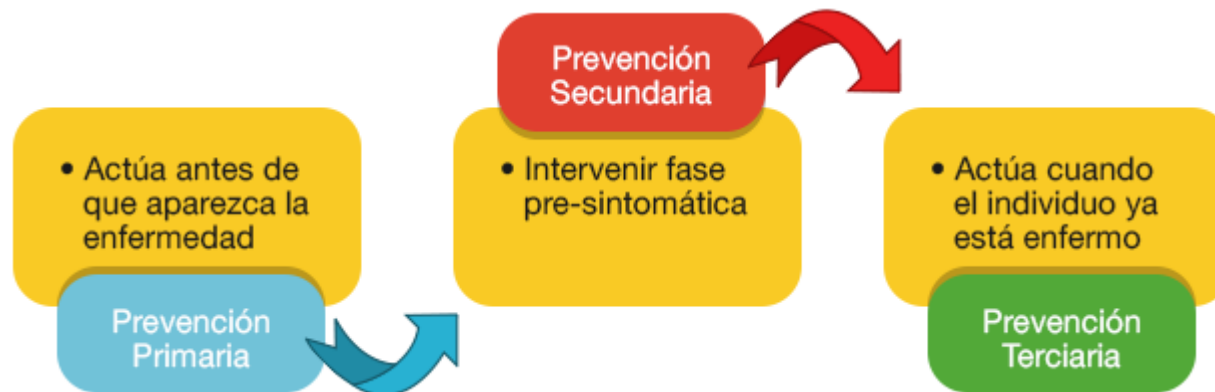 • Actúa antes de
que aparezca la
enfermedad
Prevención
Primaria
Prevención
Secundaria
• Intervenir fase
pre-sintomática
• Actúa cuando
el individuo ya
está enfermo
Prevención
Terciaria